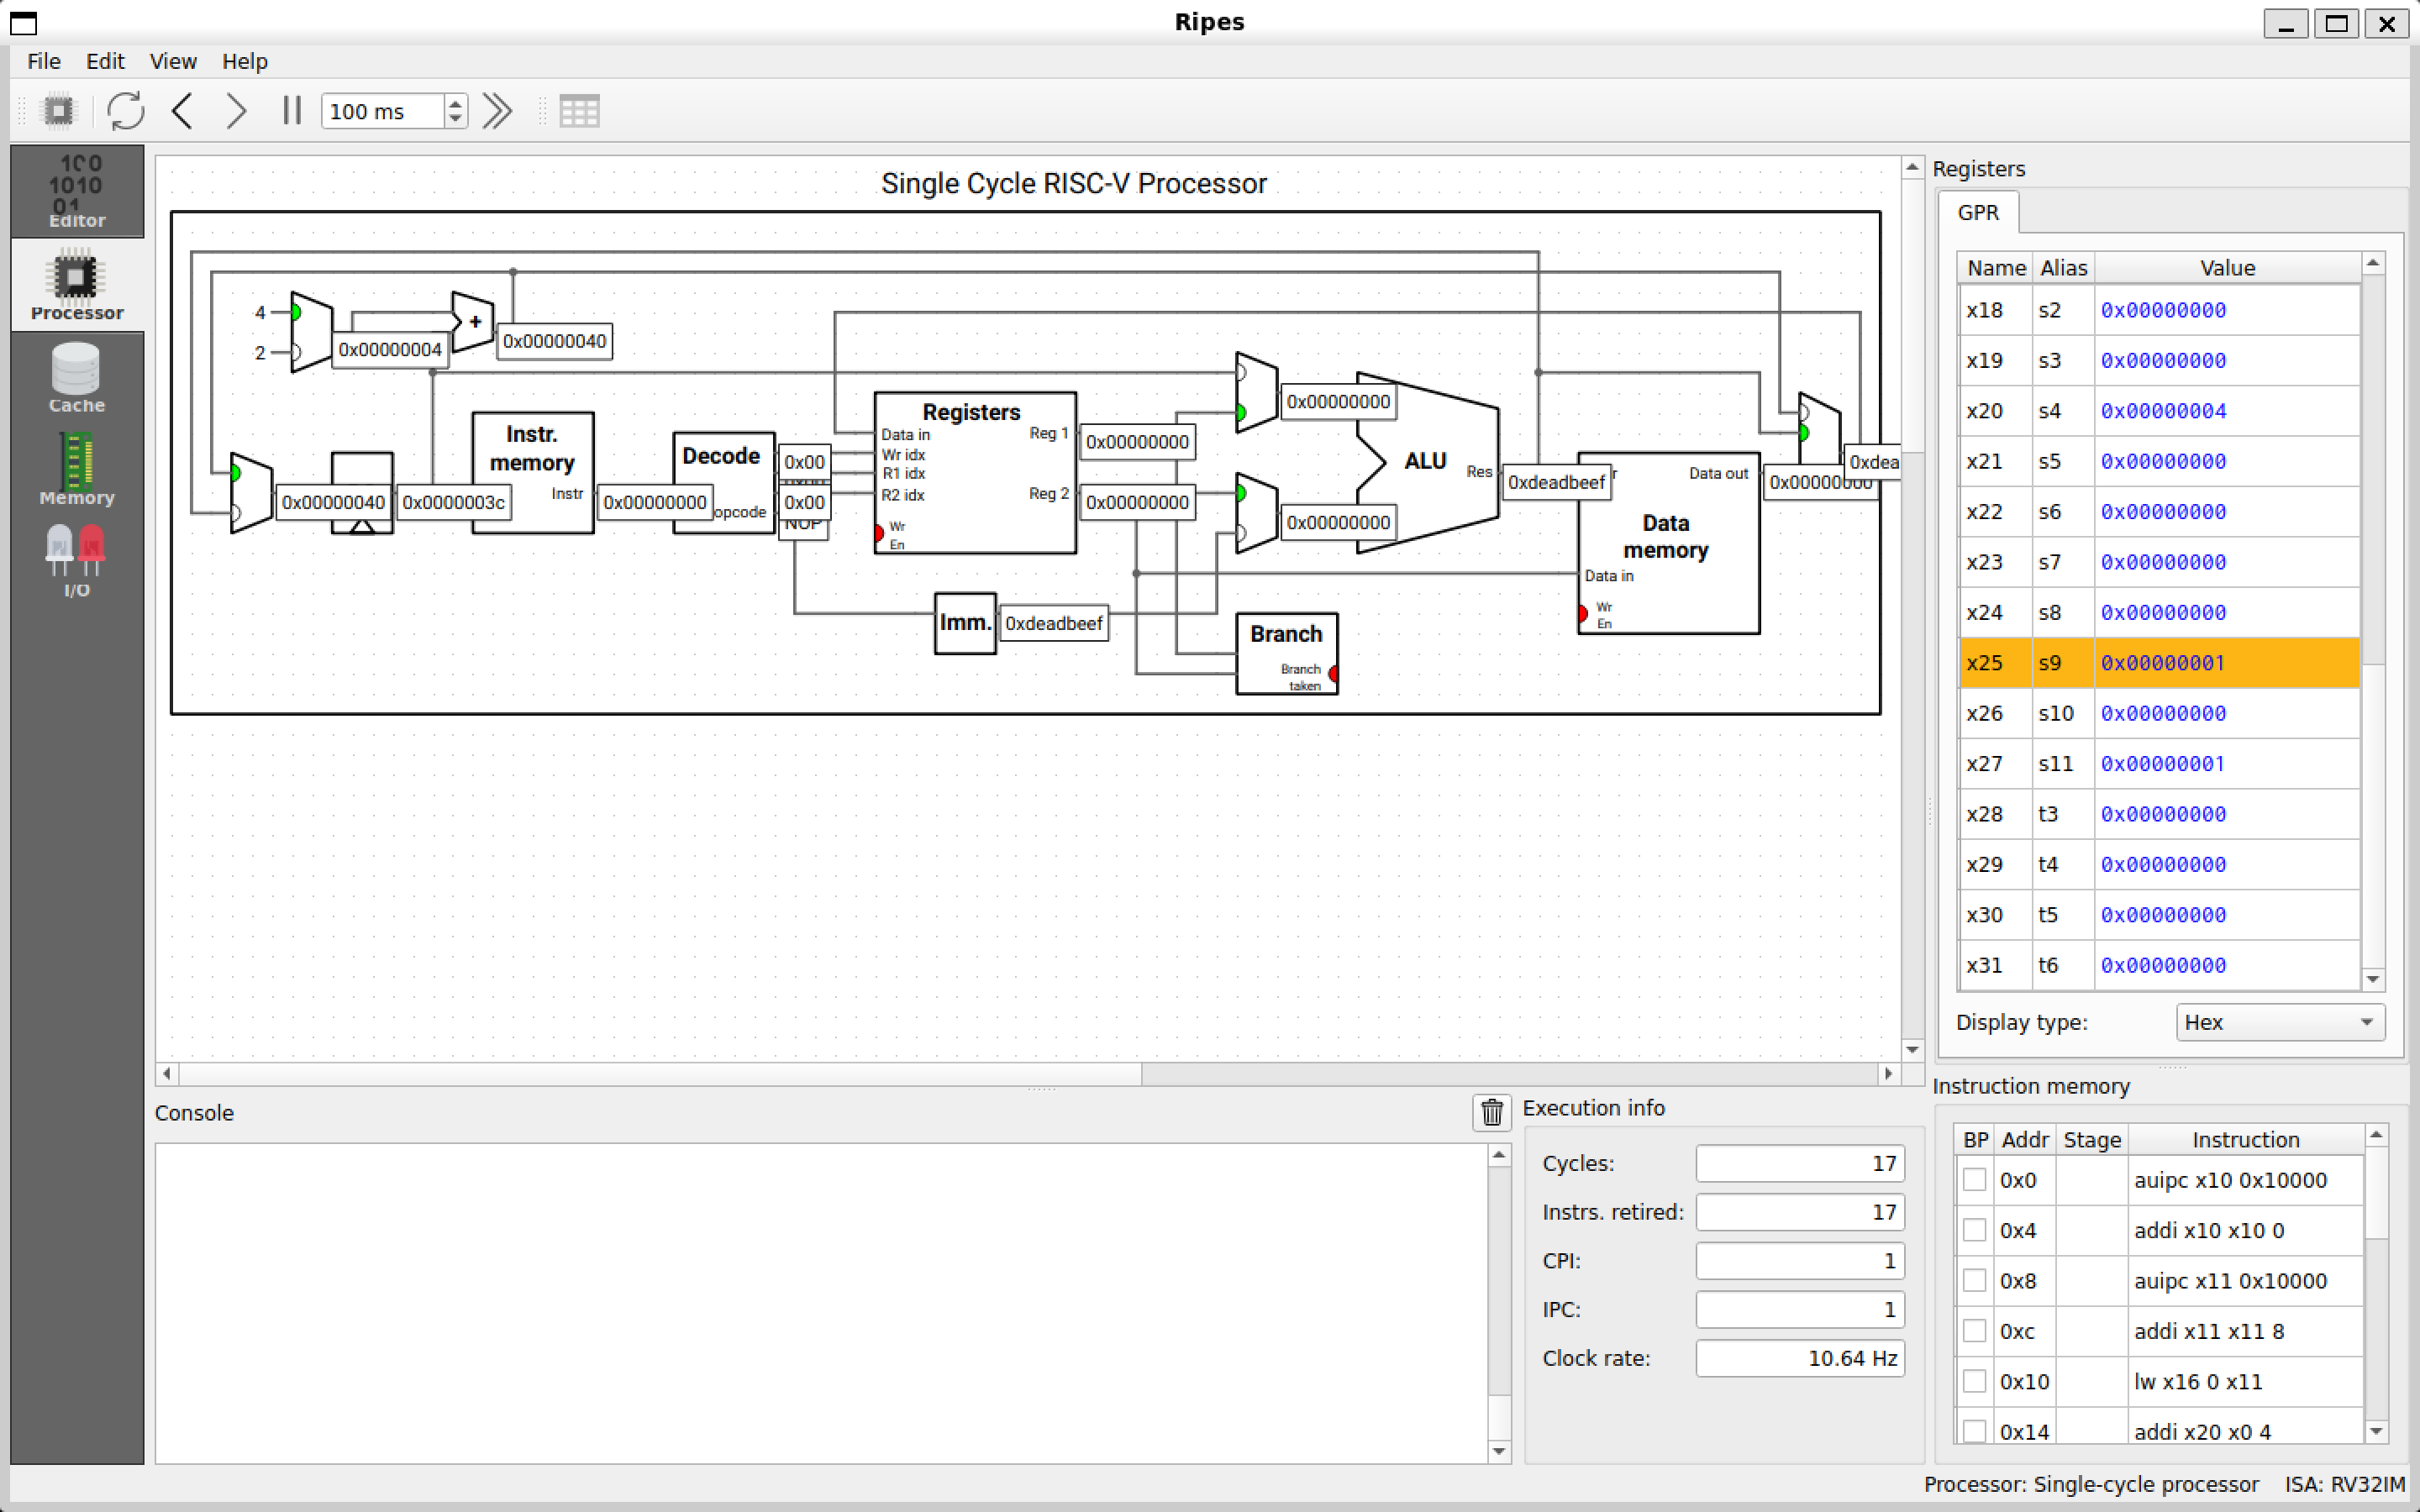 Ripes
File Edit View Help
100 ms
Editor
Processor
Cache
Memory
I/O
Single Cycle RISC-V Processor
4
2
0x00000004
+
0x00000040
0x00000040
0x0000003c
Instr.
memory
Instr
0x00000000
Decode
opcode
0x00
0x00
NOP
Registers
Data in
Wr idx
R1 idx
R2 idx
Wr
En
Reg 1
Reg 2
0x00000000
0x00000000
Imm.
0xdeadbeef
0x00000000
0x00000000
ALU
Res
0xdeadbeef
Branch
Branch
taken
r
Data out
Data
memory
Data in
Wr
En
0x00000000
0xdea
Registers
GPR
Name Alias Value
x18 s2 0x00000000
x19 s3 0x00000000
x20 s4 0x00000004
x21 s5 0x00000000
x22 s6 0x00000000
x23 s7 0x00000000
x24 s8 0x00000000
x25 s9 0x00000001
x26 s10 0x00000000
x27 s11 0x00000001
x28 t3 0x00000000
x29 t4 0x00000000
x30 t5 0x00000000
x31 t6 0x00000000
Display type: Hex
Console
Execution info
Cycles: 17
Instrs. retired: 17
CPI: 1
IPC: 1
Clock rate: 10.64 Hz
Instruction memory
BP Addr Stage Instruction
0x0 auipc x10 0x10000
0x4 addi x10 x10 0
0x8 auipc x11 0x10000
0xc addi x11 x11 8
0x10 lw x16 0 x11
0x14 addi x20 x0 4
Processor: Single-cycle processor ISA: RV32IM